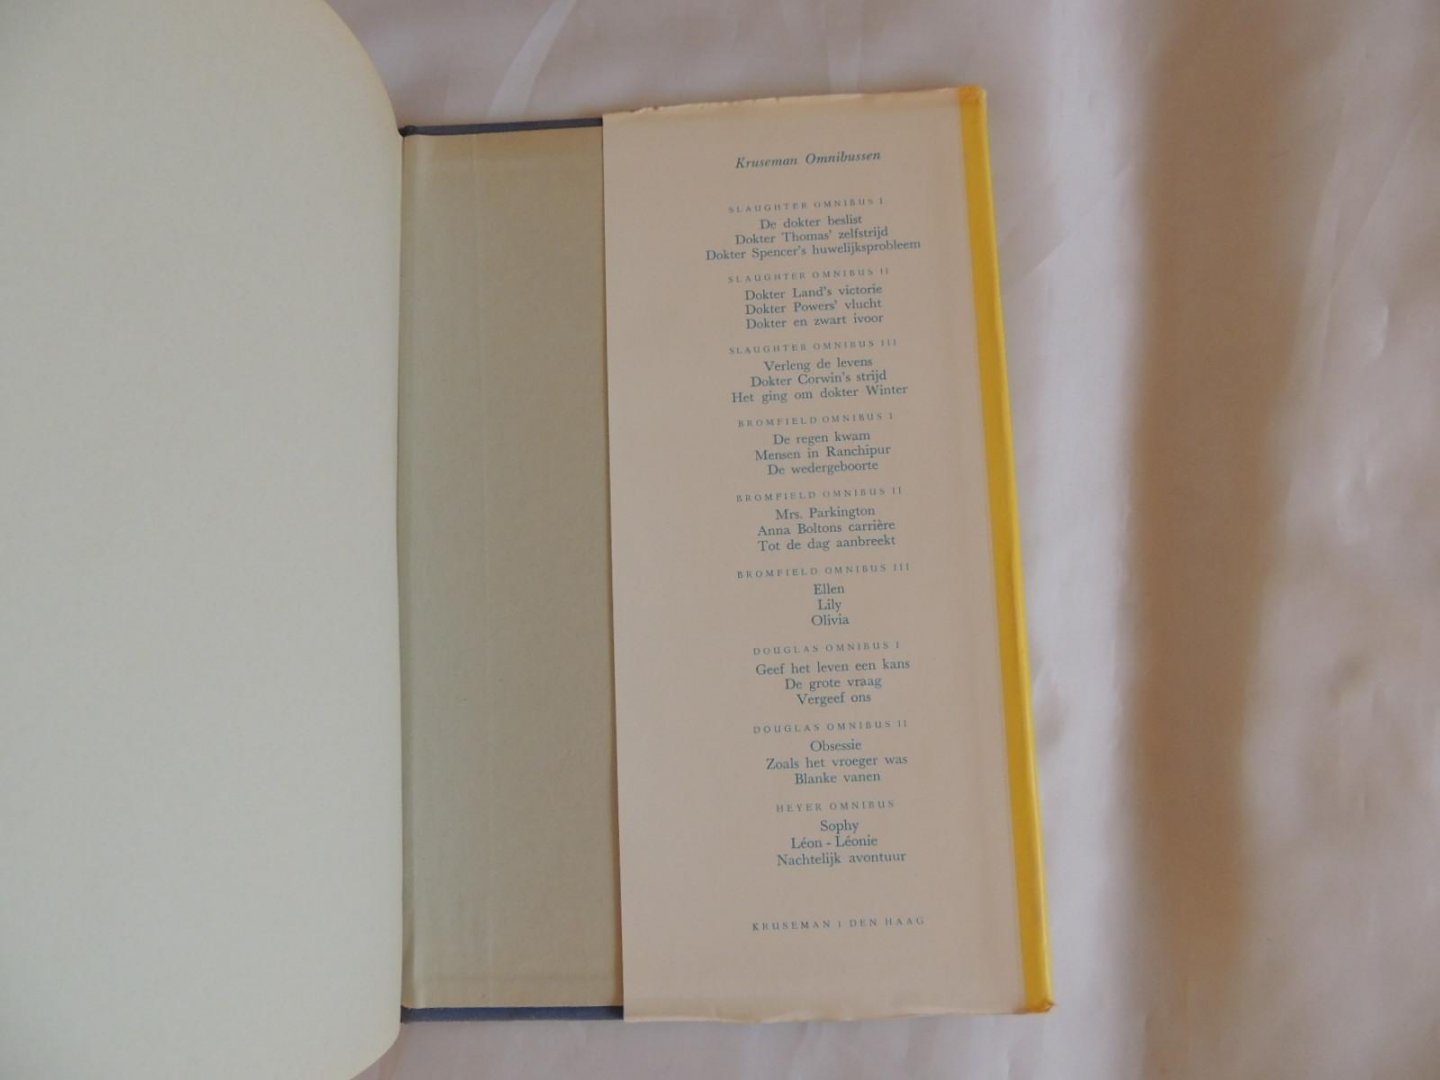 Kruseman Omnibussen
SLAUGHTER OMNIBUS I
De dokter beslist
Dokter Thomas' zelfstrijd
Dokter Spencer's huwelijksprobleem
SLAUGHTER OMNIBUS II
Dokter Land's victorie
Dokter Powers' vlucht
Dokter en zwart ivoor
SLAUGHTER OMNIBUS III
Verleng de levens
Dokter Corwin's strijd
Het ging om dokter Winter
BROMFIELD OMNIBUS I
De regen kwam
Mensen in Ranchipur
De wedergeboorte
BROMFIELD OMNIBUS II
Mrs. Parkington
Anna Boltons carrière
Tot de dag aanbreekt
BROMFIELD OMNIBUS III
Ellen
Lily
Olivia
DOUGLAS OMNIBUS I
Geef het leven een kans
De grote vraag
Vergeef ons
DOUGLAS OMNIBUS II
Obsessie
Zoals het vroeger was
Blanke vanen
HEYER OMNIBUS
Sophy
Léon - Léonie
Nachtelijk avontuur
KRUSEMAN / DEN HAAG